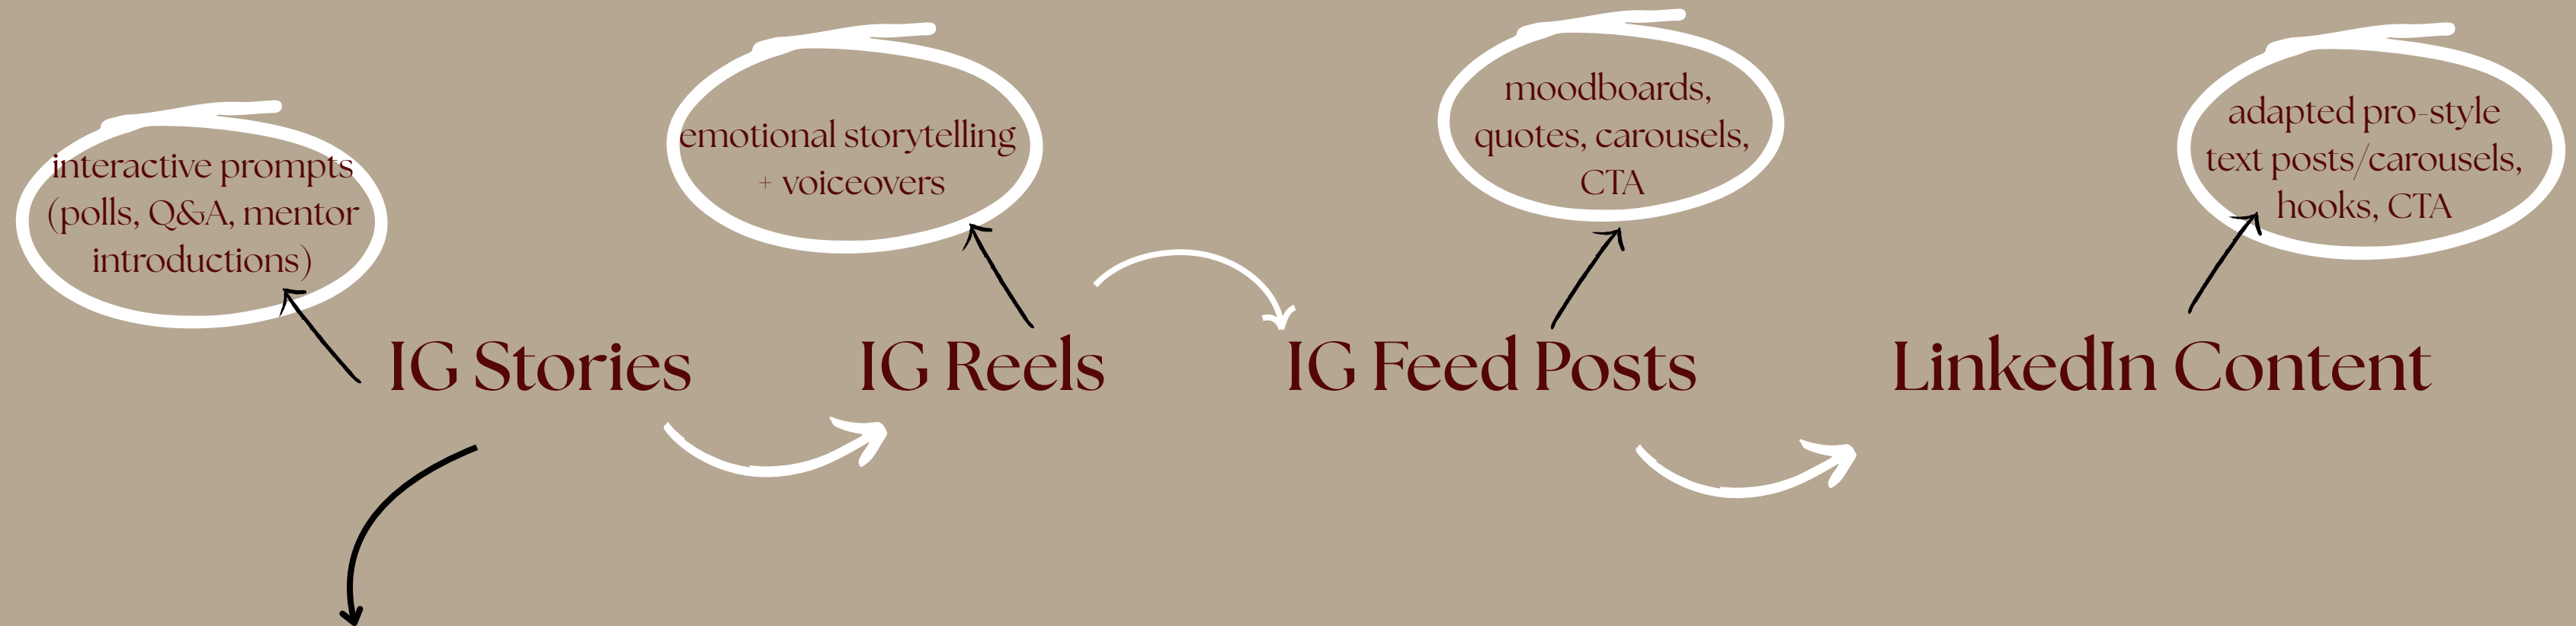 interactive prompts
(polls, Q&A, mentor
introductions)
emotional storytelling
+ voiceovers
moodboards,
quotes, carousels,
CTA
adapted pro-style
text posts/carousels,
hooks, CTA
IG Stories
IG Reels
IG Feed Posts
LinkedIn Content